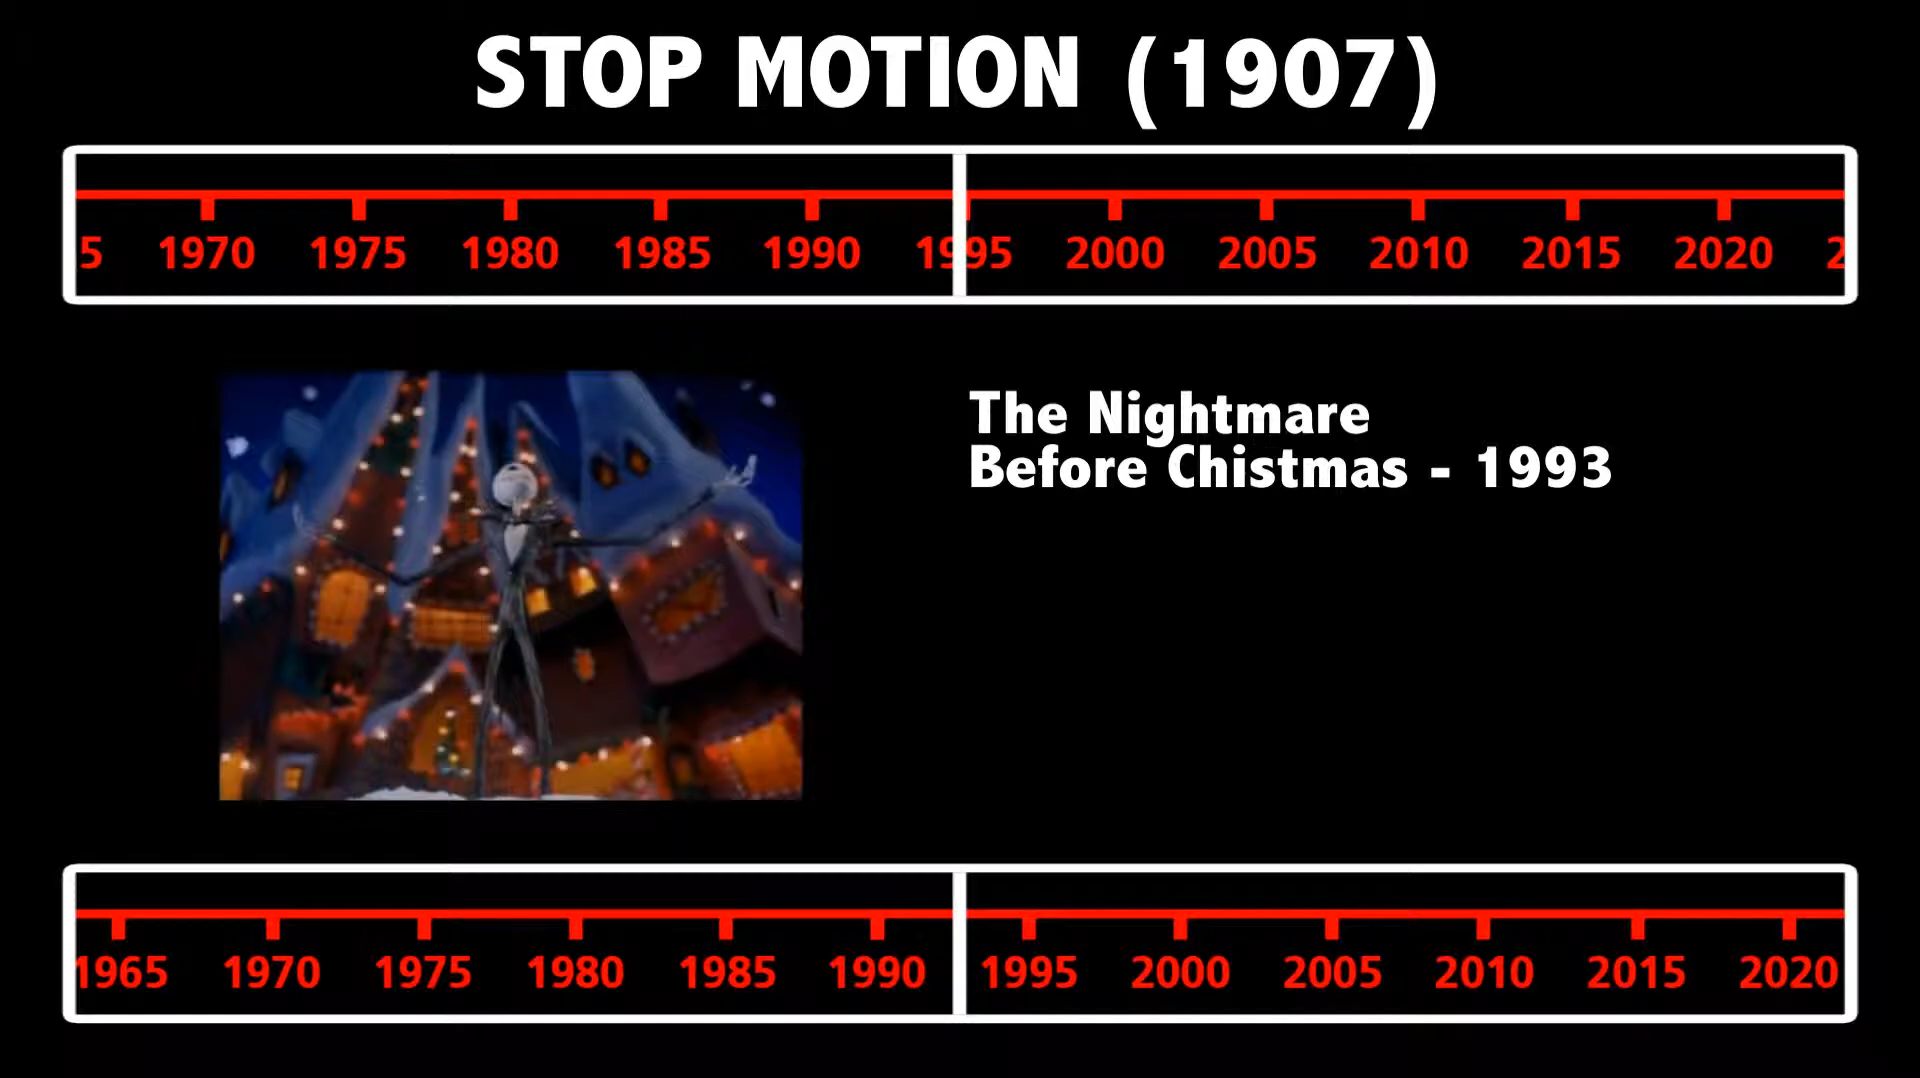 STOP MOTION (1907)
5 1970 1975 1980 1985 1990 1995 2000 2005 2010 2015 2020 2
The Nightmare
Before Chistmas - 1993
1965 1970 1975 1980 1985 1990 1995 2000 2005 2010 2015 2020